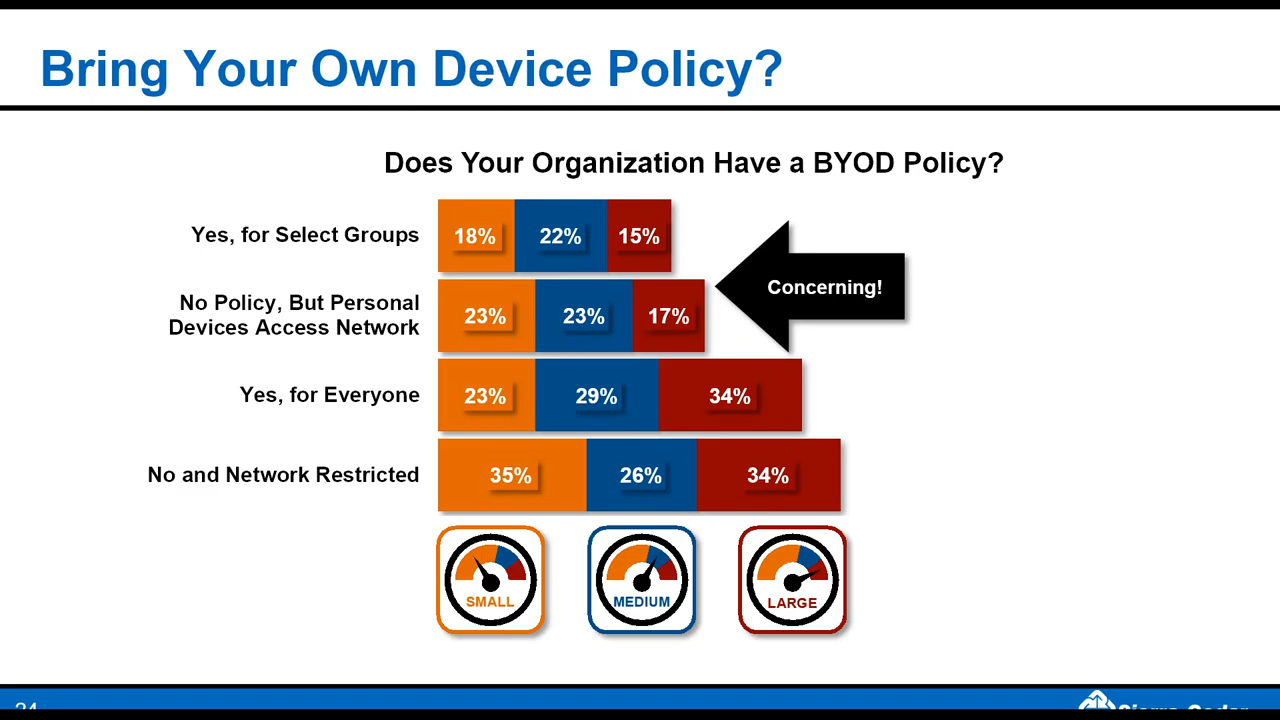 Bring Your Own Device Policy?
Does Your Organization Have a BYOD Policy?
Yes, for Select Groups
18% 22% 15%
No Policy, But Personal
Devices Access Network
23% 23% 17%
Concerning!
Yes, for Everyone
23% 29% 34%
No and Network Restricted
35% 26% 34%
SMALL
MEDIUM
LARGE